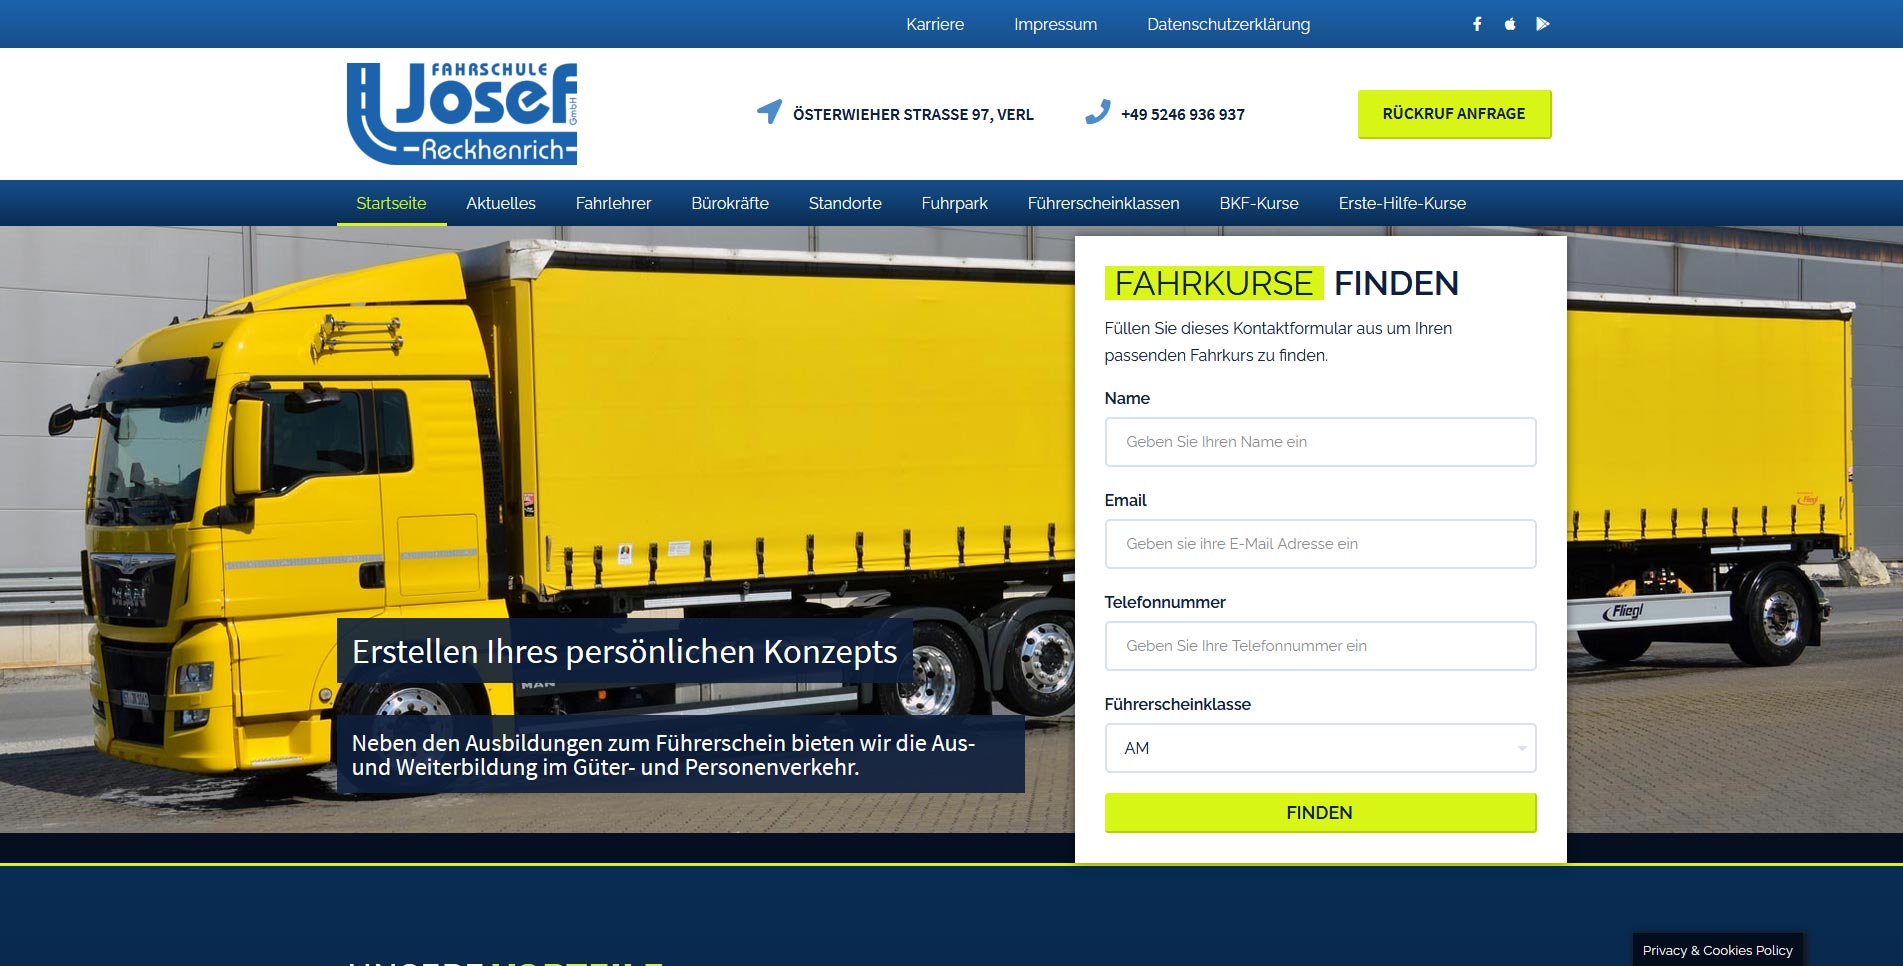 Karriere Impressum Datenschutzerklärung
FAHRSCHULE
Josef
GmbH
Reckhenrich
ÖSTERWIEHER STRASSE 97, VERL
+49 5246 936 937
RÜCKRUF ANFRAGE
Startseite Aktuelles Fahrlehrer Bürokräfte Standorte Fuhrpark Führerscheinklassen BKF-Kurse Erste-Hilfe-Kurse
FAHRKURSE FINDEN
Füllen Sie dieses Kontaktformular aus um Ihren
passenden Fahrkurs zu finden.
Name
Geben Sie Ihren Name ein
Email
Geben sie ihre E-Mail Adresse ein
Telefonnummer
Geben Sie Ihre Telefonnummer ein
Führerscheinklasse
AM
FINDEN
Erstellen Ihres persönlichen Konzepts
Neben den Ausbildungen zum Führerschein bieten wir die Aus-
und Weiterbildung im Güter- und Personenverkehr.
MAN
MAN
Fliegl
Fliegl
UNSERE VORTEILE
Privacy & Cookies Policy